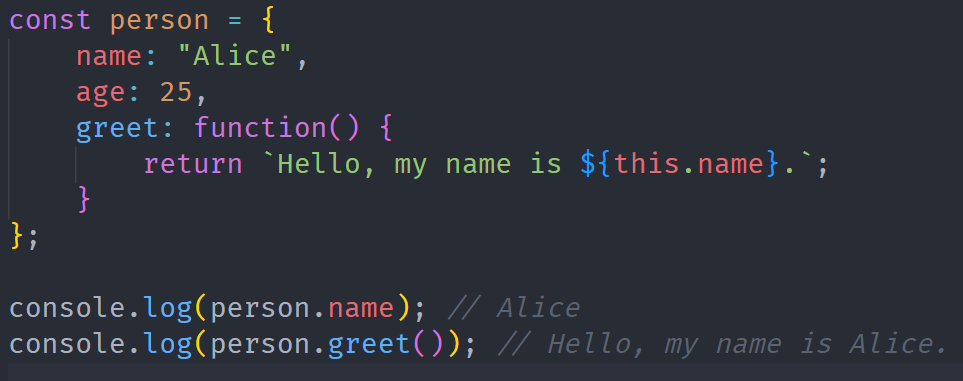 const person = {
    name: "Alice",
    age: 25,
    greet: function() {
        return `Hello, my name is ${this.name}.`;
    }
};

console.log(person.name); // Alice
console.log(person.greet()); // Hello, my name is Alice.